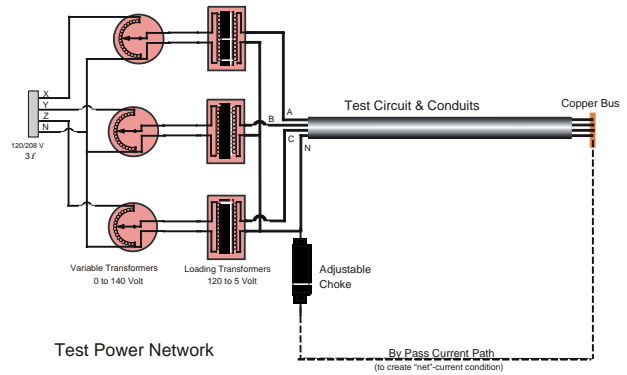 X
Y
Z
N
120/208 V
3f
A
B
C
N
Test Circuit & Conduits
Copper Bus
Variable Transformers
0 to 140 Volt
Loading Transformers
120 to 5 Volt
Adjustable
Choke
Test Power Network
By Pass Current Path
(to create "net"-current condition)